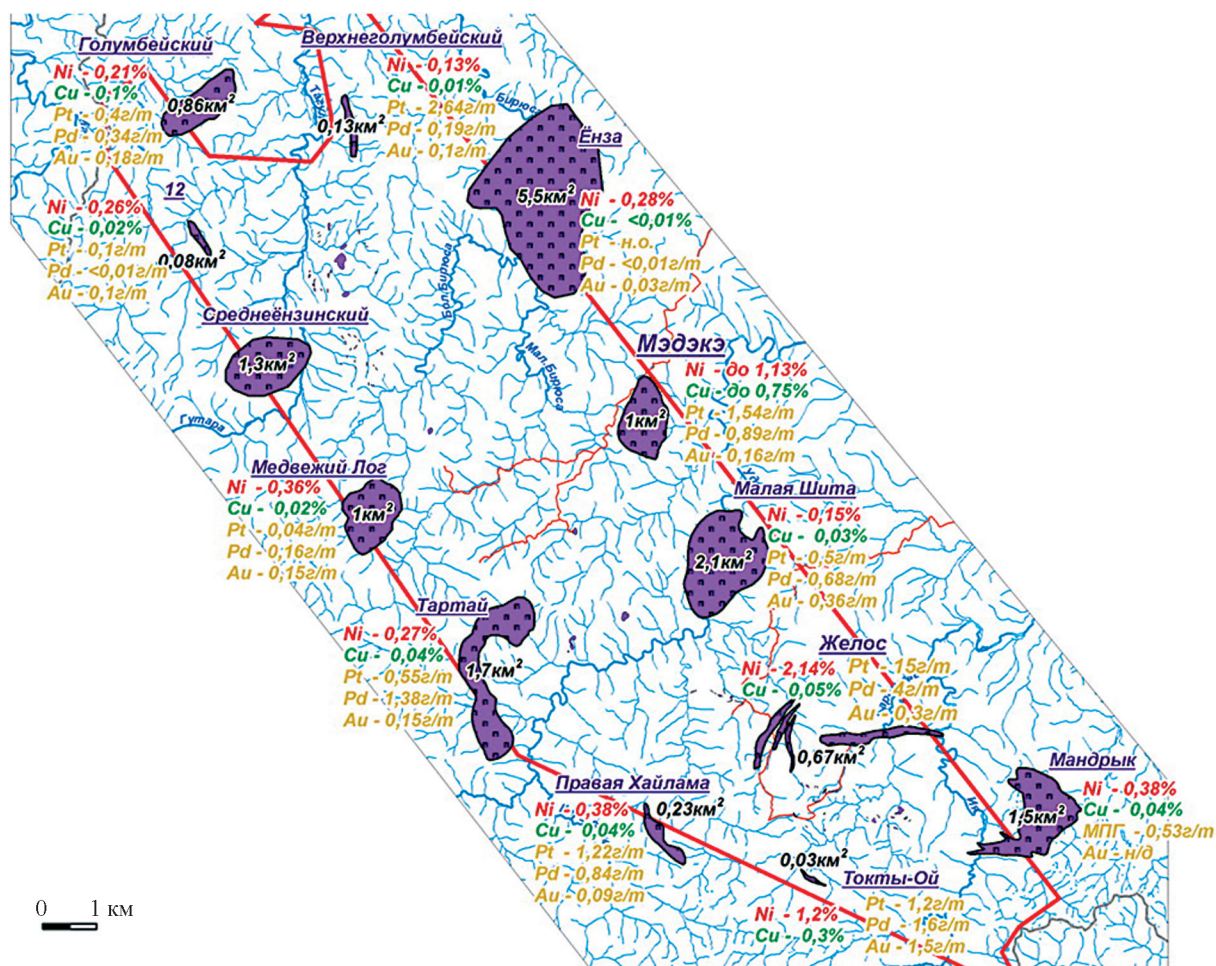 Голумбейский
Ni - 0,21%
Cu - 0,1%
Pt - 0,4г/т
Pd - 0,34г/т
Au - 0,18г/т
0,86км²
Верхнеголумбейский
Ni - 0,13%
Cu - 0,01%
Pt - 2,64г/т
Pd - 0,19г/т
Au - 0,1г/т
0,13км²
Тагул
Бирюса
Ёнза
5,5км²
Ni - 0,28%
Cu - <0,01%
Pt - н.о.
Pd - <0,01г/т
Au - 0,03г/т
12
Ni - 0,26%
Cu - 0,02%
Pt - 0,1г/т
Pd - <0,01г/т
Au - 0,1г/т
0,08км²
Бол.Бирюса
Мал.Бирюса
Среднеёнзинский
1,3км²
Гутара
Мэдэкэ
Ni - до 1,13%
Cu - до 0,75%
Pt - 1,54г/т
Pd - 0,89г/т
Au - 0,16г/т
1км²
Медвежий Лог
Ni - 0,36%
Cu - 0,02%
Pt - 0,04г/т
Pd - 0,16г/т
Au - 0,15г/т
1км²
Малая Шита
Ni - 0,15%
Cu - 0,03%
Pt - 0,5г/т
Pd - 0,68г/т
Au - 0,36г/т
2,1км²
Тартай
Ni - 0,27%
Cu - 0,04%
Pt - 0,55г/т
Pd - 1,38г/т
Au - 0,15г/т
1,7км²
Желос
Ni - 2,14%
Cu - 0,05%
Pt - 15г/т
Pd - 4г/т
Au - 0,3г/т
0,67км²
Правая Хайлама
Ni - 0,38%
Cu - 0,04%
Pt - 1,22г/т
Pd - 0,84г/т
Au - 0,09г/т
0,23км²
Ия
Мандрык
Ni - 0,38%
Cu - 0,04%
МПГ - 0,53г/т
Au - н/д
1,5км²
0,03км²
Токты-Ой
Ni - 1,2%
Cu - 0,3%
Pt - 1,2г/т
Pd - 1,6г/т
Au - 1,5г/т
0 1 км